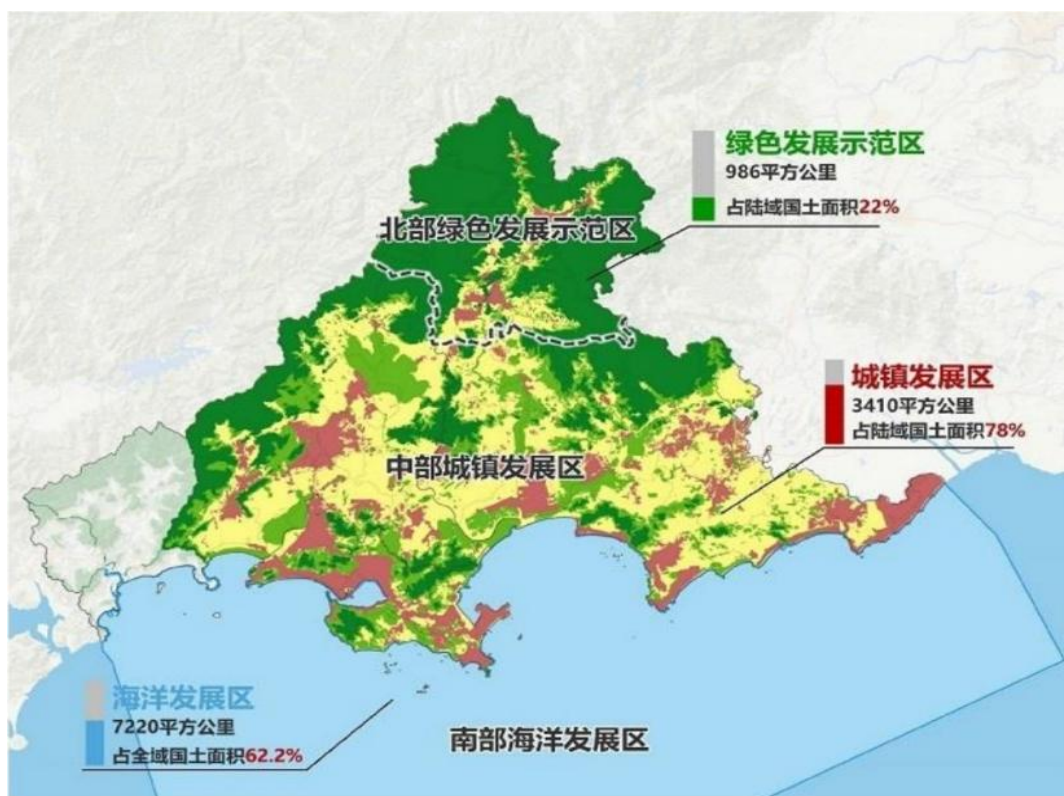 绿色发展示范区
986平方公里
占陆域国土面积22%
北部绿色发展示范区
城镇发展区
3410平方公里
占陆域国土面积78%
中部城镇发展区
海洋发展区
7220平方公里
占全域国土面积62.2%
南部海洋发展区